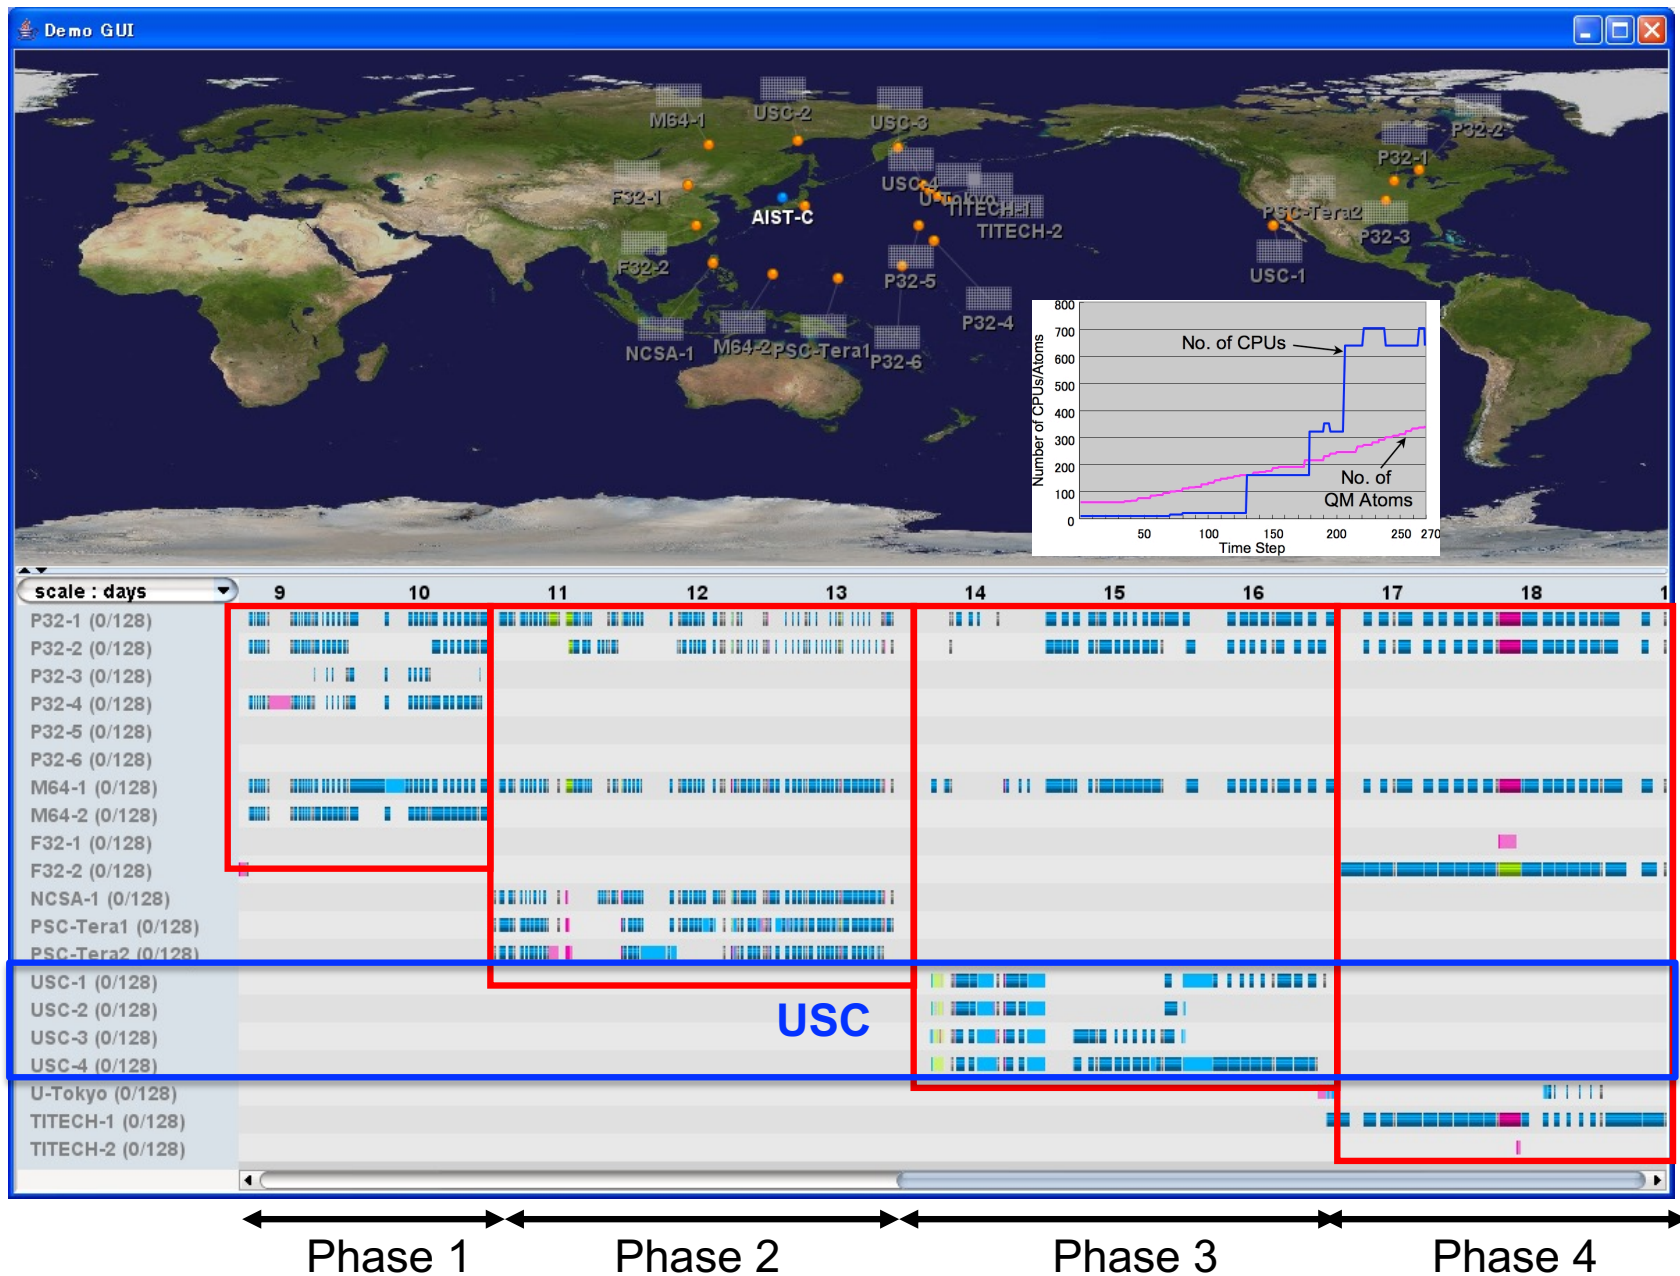 Demo GUI
M64-1
USC-2
USC-3
P32-2
P32-1
F32-1
USC-4
U-Tokyo
TITECH-1
AIST-C
TITECH-2
PSC-Tera2
P32-3
F32-2
P32-5
USC-1
P32-4
NCSA-1
M64-2
PSC-Tera1
P32-6
Number of CPUs/Atoms
800
700
600
500
400
300
200
100
0
No. of CPUs
No. of
QM Atoms
50 100 150 200 250 270
Time Step
scale : days 9 10 11 12 13 14 15 16 17 18 1
P32-1 (0/128)
P32-2 (0/128)
P32-3 (0/128)
P32-4 (0/128)
P32-5 (0/128)
P32-6 (0/128)
M64-1 (0/128)
M64-2 (0/128)
F32-1 (0/128)
F32-2 (0/128)
NCSA-1 (0/128)
PSC-Tera1 (0/128)
PSC-Tera2 (0/128)
USC-1 (0/128)
USC-2 (0/128)
USC
USC-3 (0/128)
USC-4 (0/128)
U-Tokyo (0/128)
TITECH-1 (0/128)
TITECH-2 (0/128)
Phase 1 Phase 2 Phase 3 Phase 4